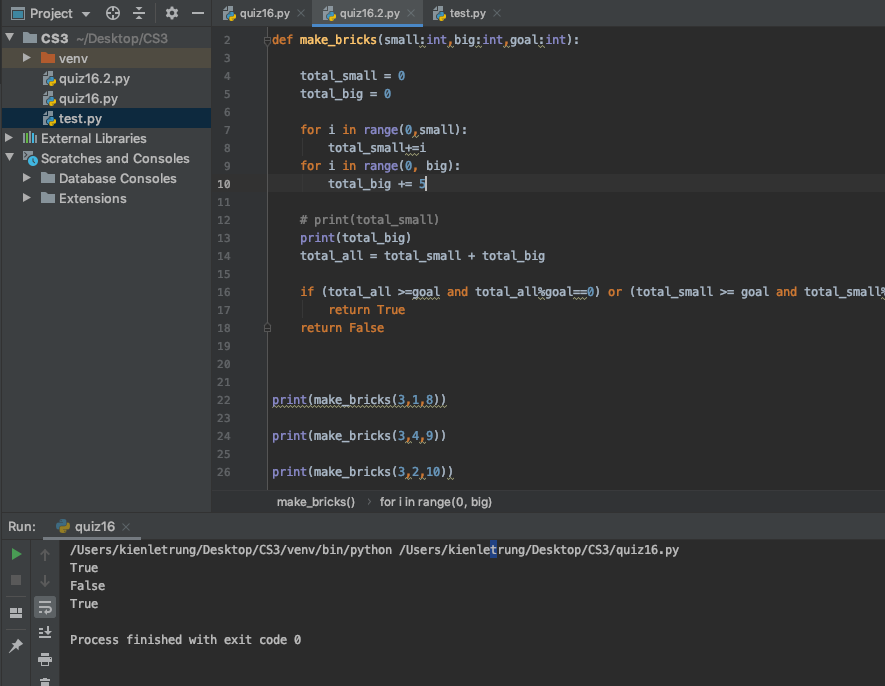 Project
quiz16.py
quiz16.2.py
test.py
CS3 ~/Desktop/CS3
venv
quiz16.2.py
quiz16.py
test.py
External Libraries
Scratches and Consoles
Database Consoles
Extensions
2 def make_bricks(small:int,big:int,goal:int):
3
4 total_small = 0
5 total_big = 0
6
7 for i in range(0,small):
8 total_small+=i
9 for i in range(0, big):
10 total_big += 5
11
12 # print(total_small)
13 print(total_big)
14 total_all = total_small + total_big
15
16 if (total_all >=goal and total_all%goal==0) or (total_small >= goal and total_small%
17 return True
18 return False
19
20
21
22 print(make_bricks(3,1,8))
23
24 print(make_bricks(3,4,9))
25
26 print(make_bricks(3,2,10))
make_bricks() › for i in range(0, big)
Run: quiz16
/Users/kienletrung/Desktop/CS3/venv/bin/python /Users/kienletrung/Desktop/CS3/quiz16.py
True
False
True
Process finished with exit code 0